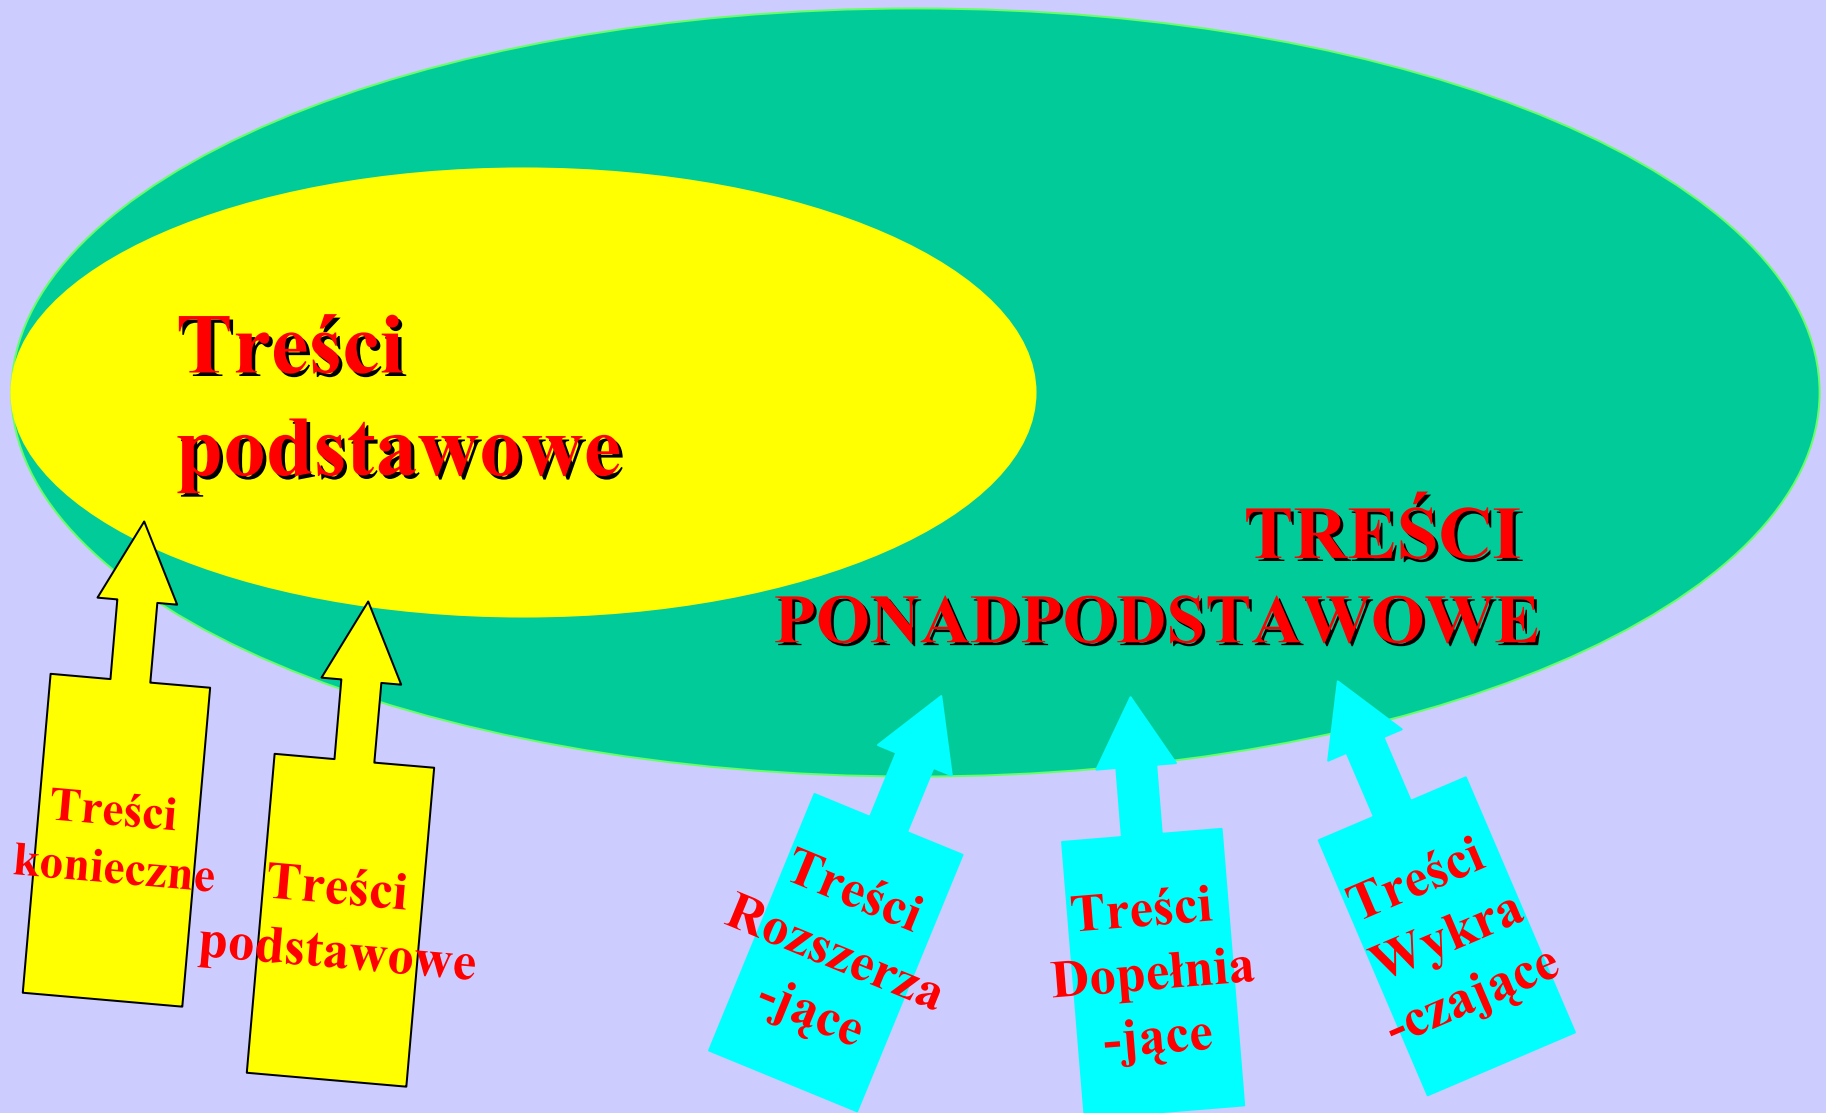 Treści
podstawowe
TREŚCI
PONADPODSTAWOWE
Treści
konieczne
Treści
podstawowe
Treści
Rozszerza
-jące
Treści
Dopełnia
-jące
Treści
Wykra
-czające